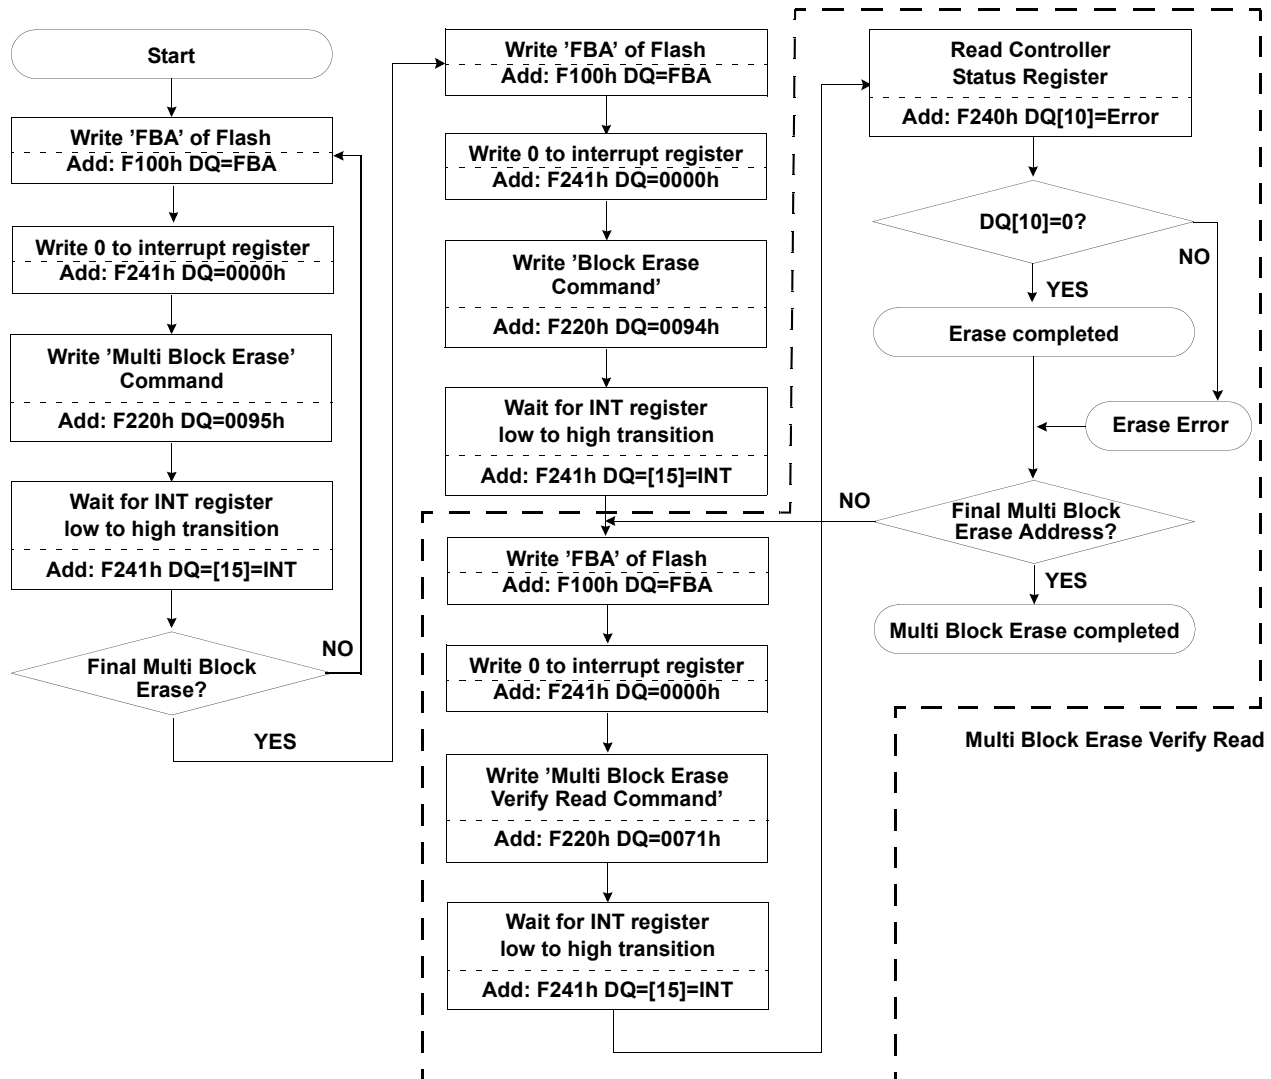 Start
Write ’FBA’ of Flash
Add: F100h DQ=FBA
Write 0 to interrupt register
Add: F241h DQ=0000h
Write ’Multi Block Erase’
Command
Add: F220h DQ=0095h
Wait for INT register
low to high transition
Add: F241h DQ=[15]=INT
Final Multi Block
Erase?
NO
YES
Write ’FBA’ of Flash
Add: F100h DQ=FBA
Write 0 to interrupt register
Add: F241h DQ=0000h
Write ’Block Erase
Command’
Add: F220h DQ=0094h
Wait for INT register
low to high transition
Add: F241h DQ=[15]=INT
Write ’FBA’ of Flash
Add: F100h DQ=FBA
Write 0 to interrupt register
Add: F241h DQ=0000h
Write ’Multi Block Erase
Verify Read Command’
Add: F220h DQ=0071h
Wait for INT register
low to high transition
Add: F241h DQ=[15]=INT
Read Controller
Status Register
Add: F240h DQ[10]=Error
DQ[10]=0?
NO
YES
Erase completed
Erase Error
NO
Final Multi Block
Erase Address?
YES
Multi Block Erase completed
Multi Block Erase Verify Read